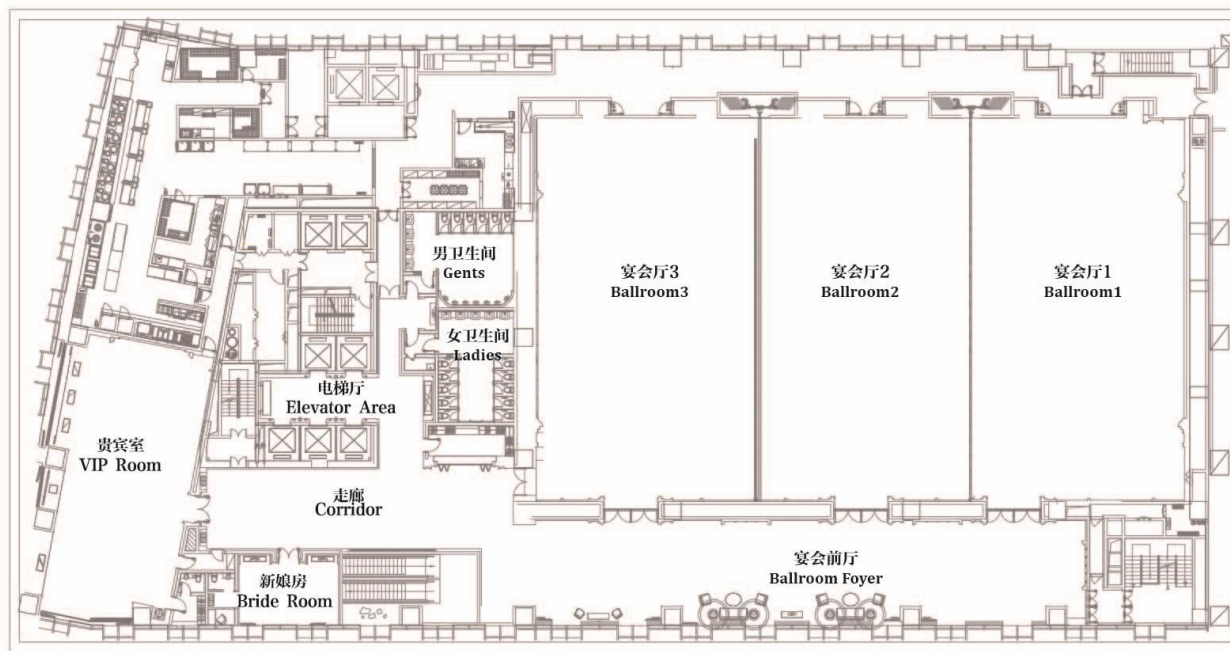 男卫生间
Gents
宴会厅3
Ballroom3
宴会厅2
Ballroom2
宴会厅1
Ballroom1
女卫生间
Ladies
电梯厅
Elevator Area
贵宾室
VIP Room
走廊
Corridor
宴会前厅
Ballroom Foyer
新娘房
Bride Room